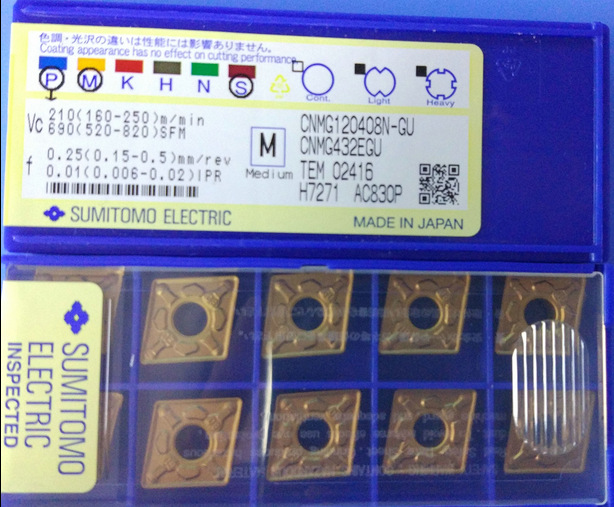 色調・光沢の違いは性能には影響ありません。
Coating appearance has no effect on cutting performance.
P M K H N S
Cont. Light Heavy
Vc 210(160-250)m/min
690(520-820)SFM
f 0.25(0.15-0.5)mm/rev
0.01(0.006-0.02)IPR
M
Medium
CNMG120408N-GU
CNMG432EGU
TEM 02416
H7271 AC830P
SUMITOMO ELECTRIC
MADE IN JAPAN
SUMITOMO
ELECTRIC
INSPECTED